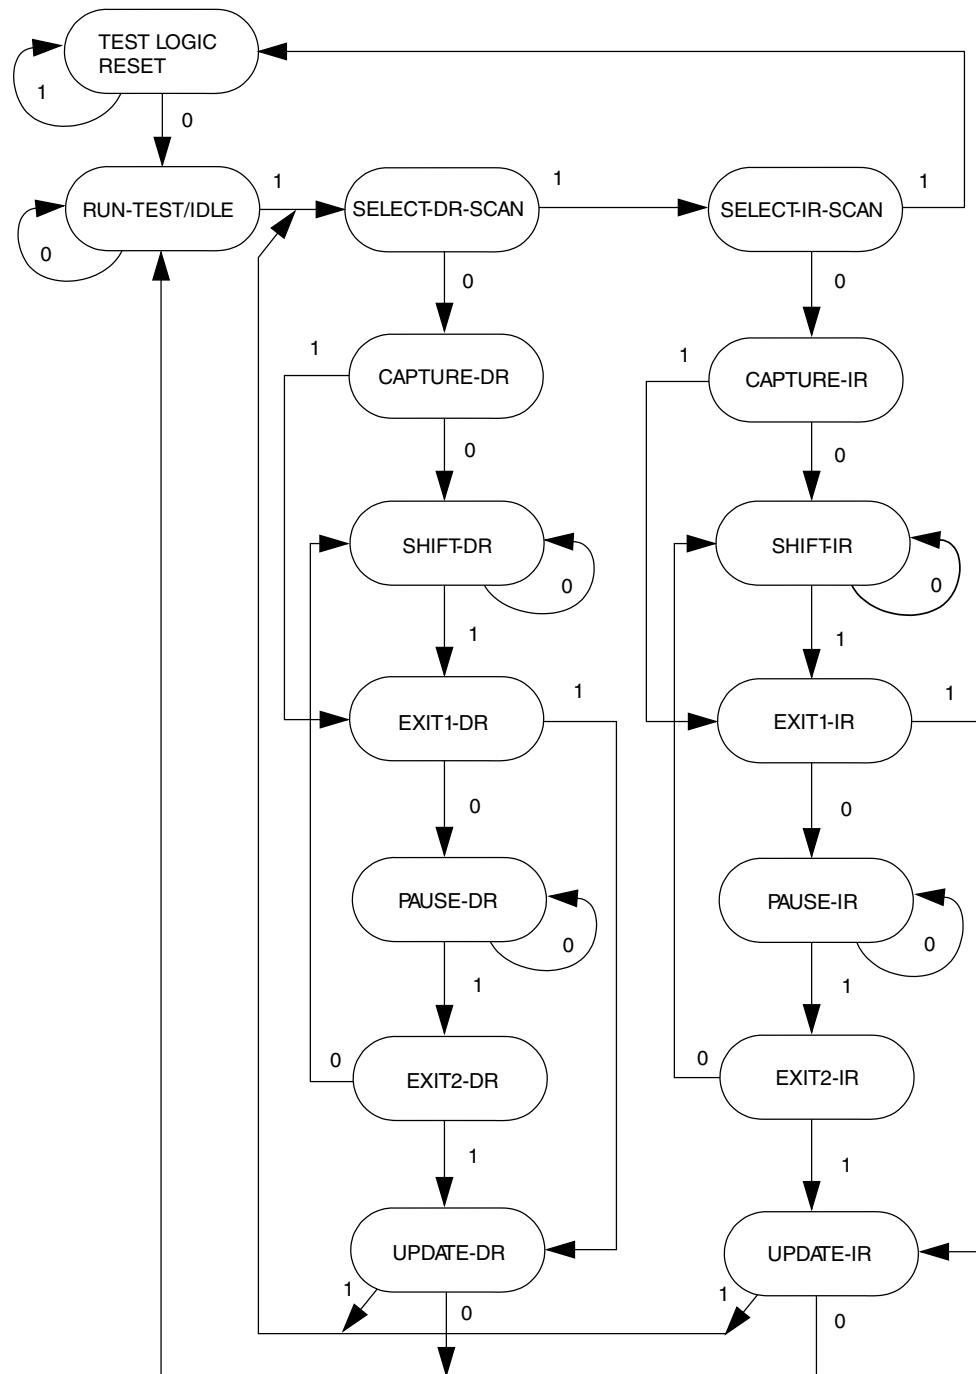 TEST LOGIC
RESET
1
0
RUN-TEST/IDLE
0
1
SELECT-DR-SCAN
1
SELECT-IR-SCAN
1
0
0
1
CAPTURE-DR
1
CAPTURE-IR
0
0
SHIFT-DR
0
SHIFT-IR
0
1
1
EXIT1-DR
1
EXIT1-IR
1
0
0
PAUSE-DR
0
PAUSE-IR
0
1
1
0
EXIT2-DR
0
EXIT2-IR
1
1
UPDATE-DR
UPDATE-IR
1
0
1
0